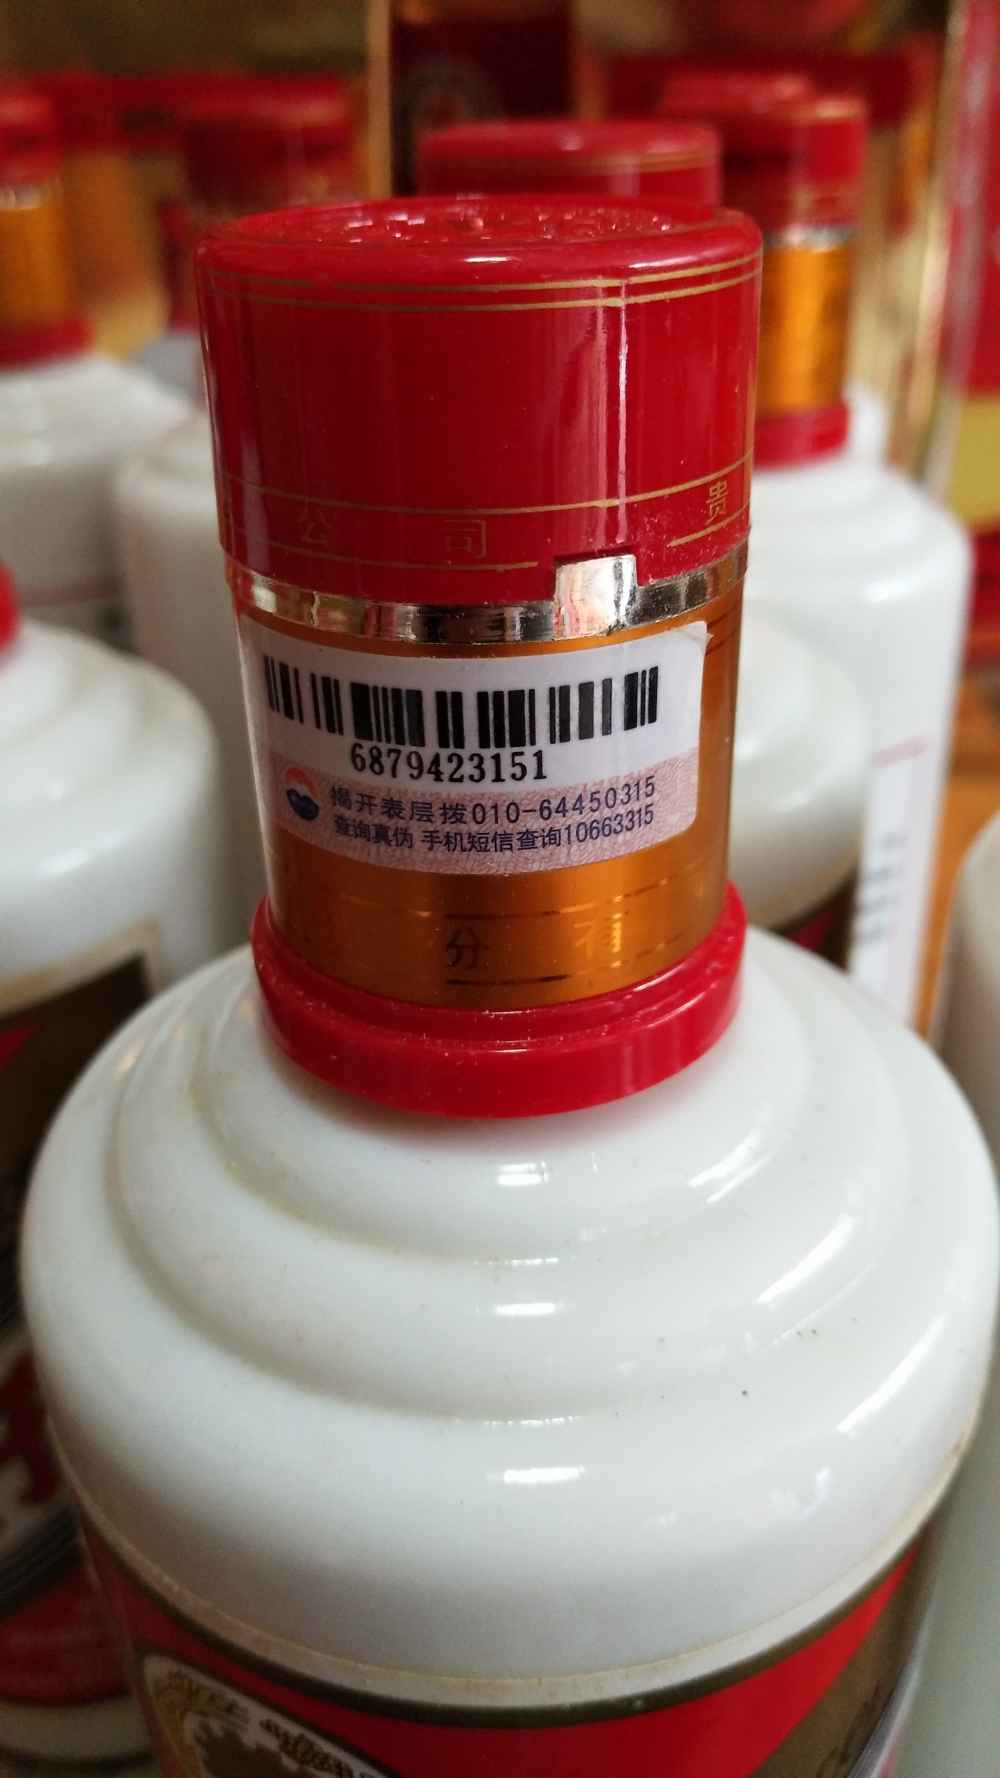 公 司 贵
6879423151
揭开表层拨010-64450315
查询真伪 手机短信查询10663315
分 有